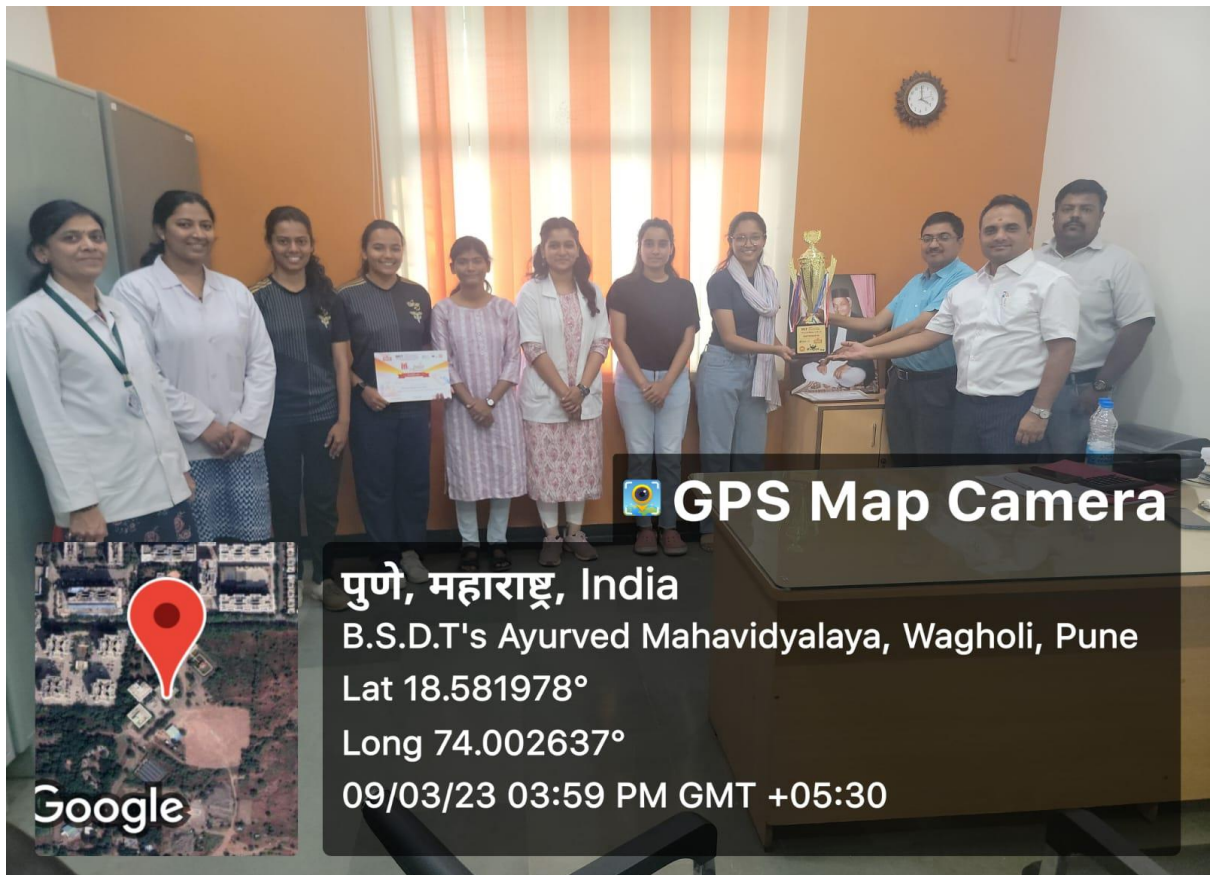 GPS Map Camera
पुणे, महाराष्ट्र, India
B.S.D.T's Ayurved Mahavidyalaya, Wagholi, Pune
Lat 18.581978°
Long 74.002637°
09/03/23 03:59 PM GMT +05:30
Google